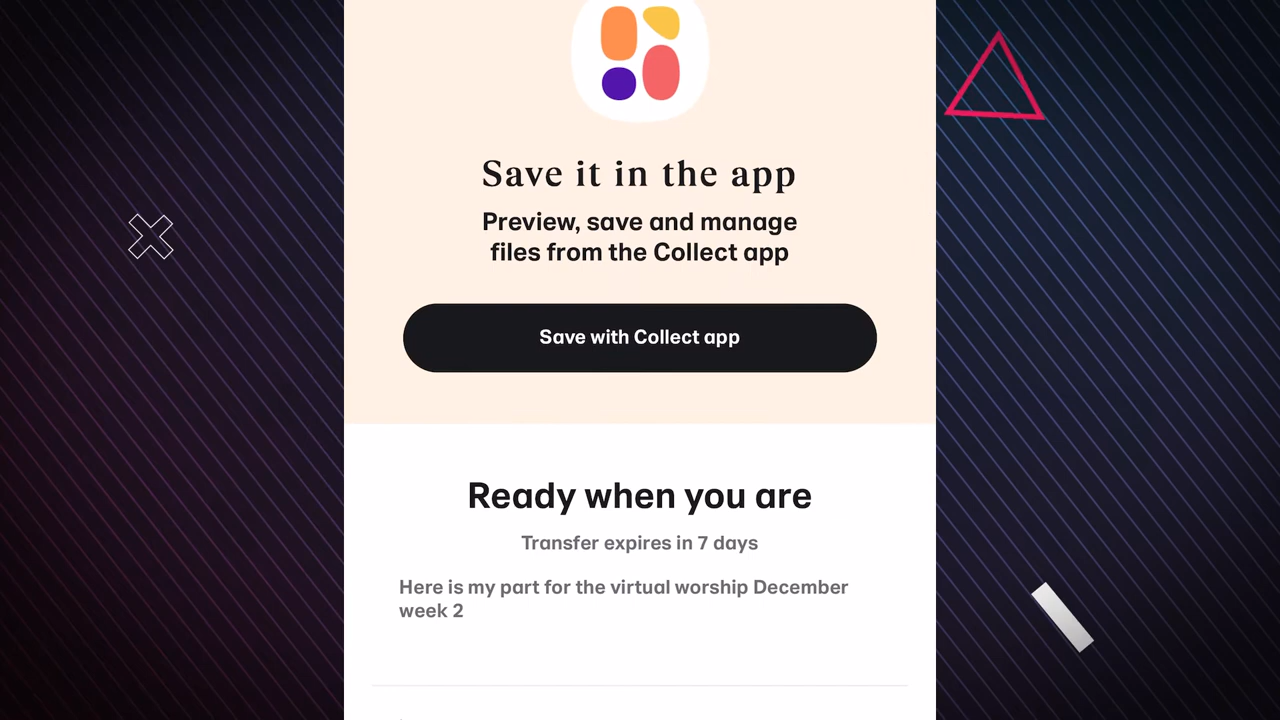 Save it in the app
Preview, save and manage
files from the Collect app
Save with Collect app
Ready when you are
Transfer expires in 7 days
Here is my part for the virtual worship December
week 2